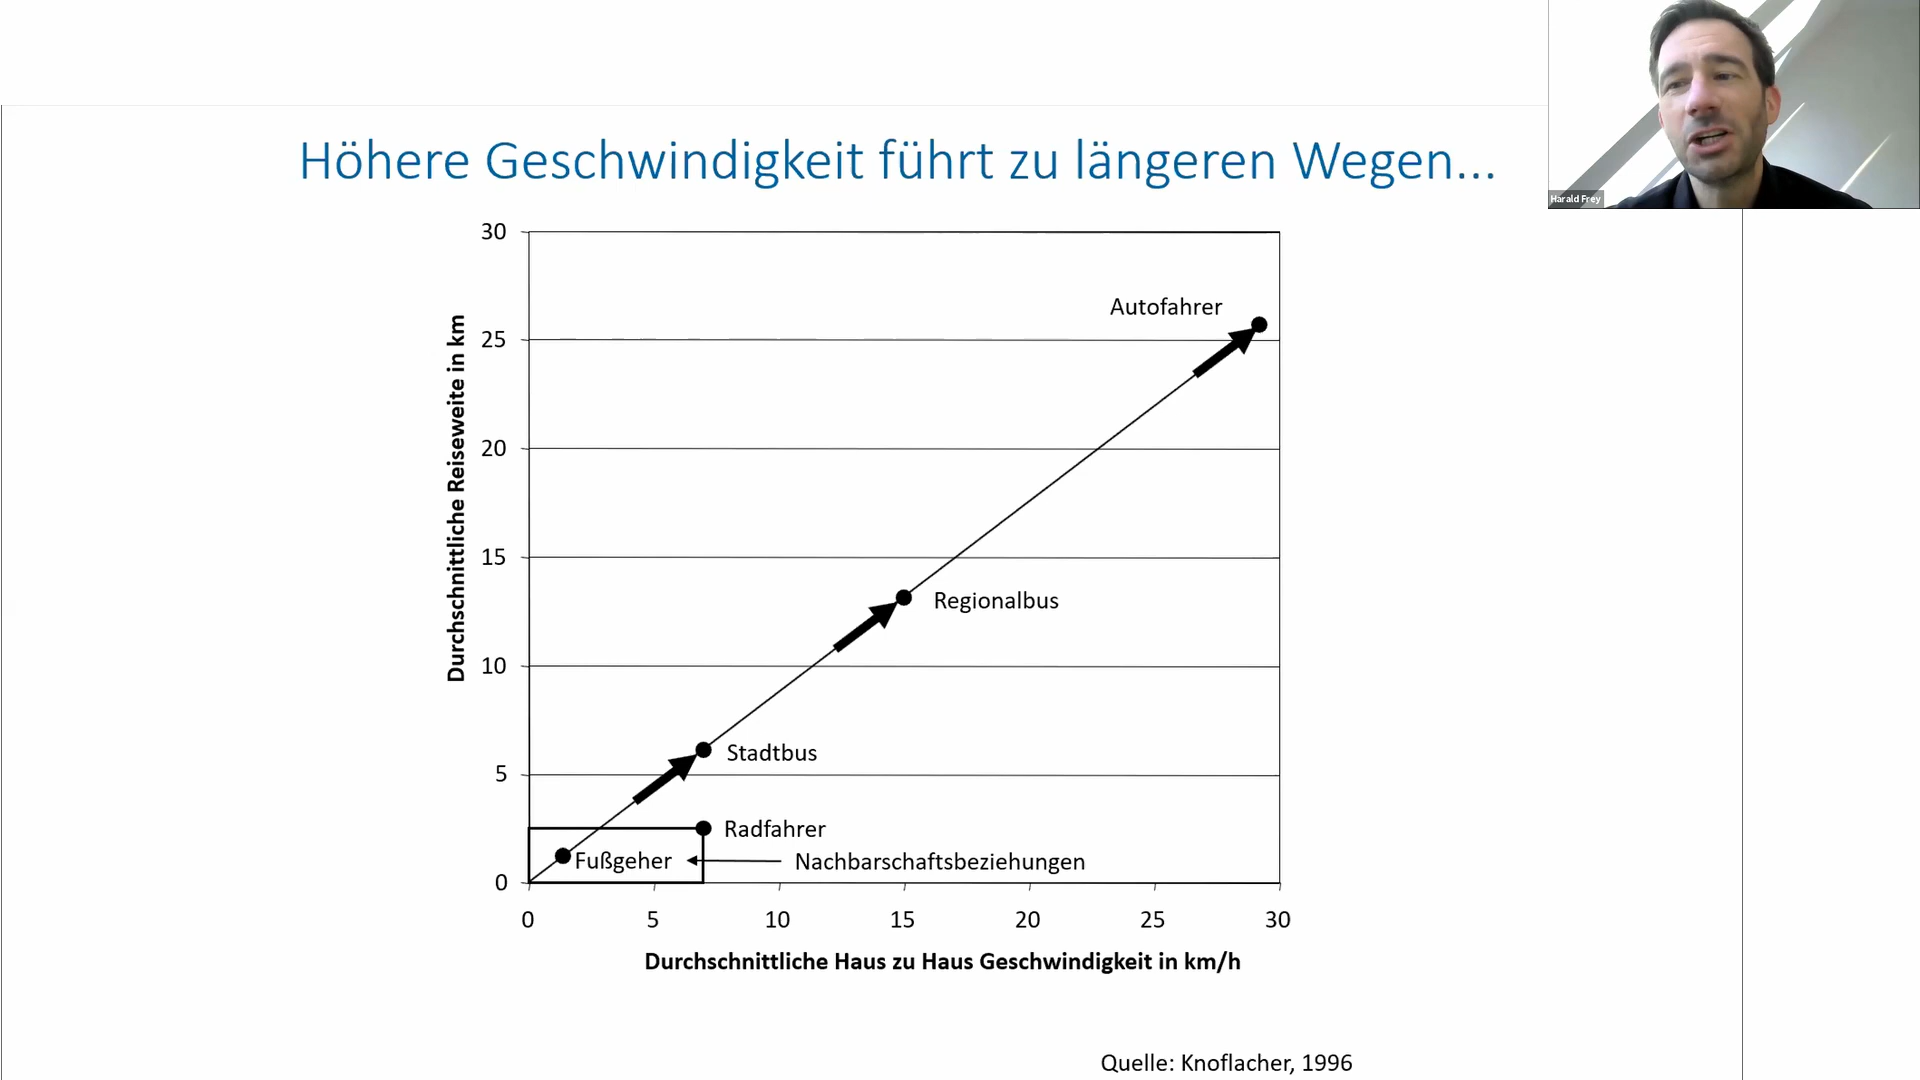 Harald Frey
Höhere Geschwindigkeit führt zu längeren Wegen...
Durchschnittliche Reiseweite in km
30
25
20
15
10
5
0
Autofahrer
Regionalbus
Stadtbus
Radfahrer
Fußgeher
Nachbarschaftsbeziehungen
0 5 10 15 20 25 30
Durchschnittliche Haus zu Haus Geschwindigkeit in km/h
Quelle: Knoflacher, 1996